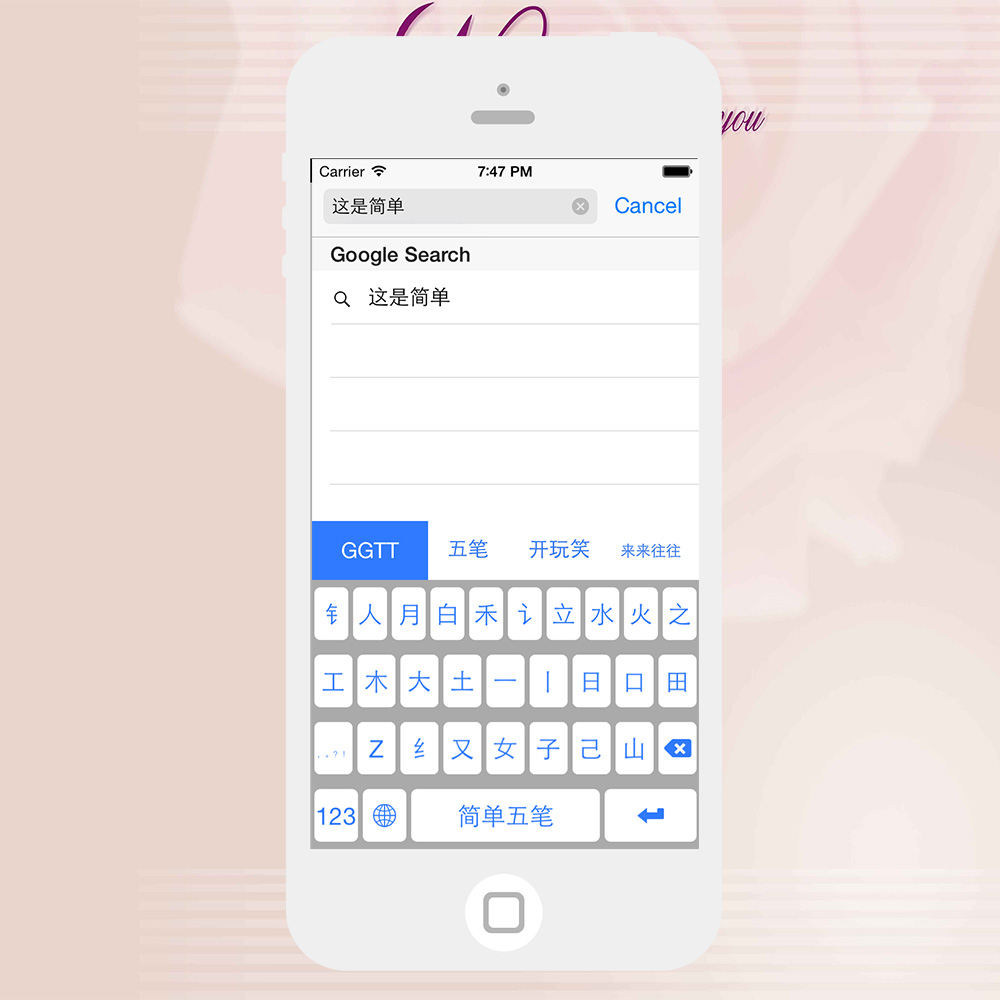 you
Carrier 7:47 PM
这是简单 Cancel
Google Search
这是简单
GGTT 五笔 开玩笑 来来往往
钅 人 月 白 禾 讠 立 水 火 之
工 木 大 土 一 丨 日 口 田
，。?! Z 纟 又 女 子 己 山
123 简单五笔